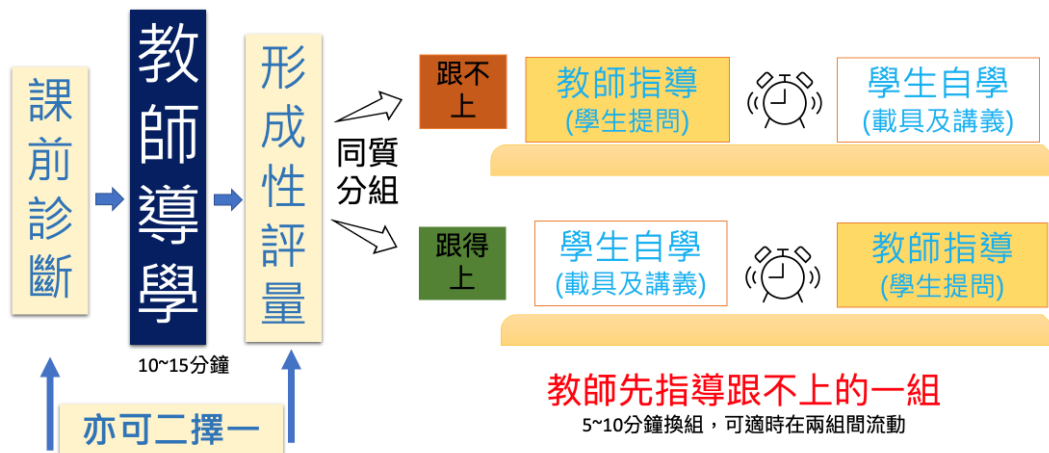 課前診斷
教師導學
10~15分鐘
形成性評量
亦可二擇一
同質
分組
跟不
上
教師指導
(學生提問)
學生自學
(載具及講義)
跟得
上
學生自學
(載具及講義)
教師指導
(學生提問)
教師先指導跟不上的一組
5~10分鐘換組，可適時在兩組間流動